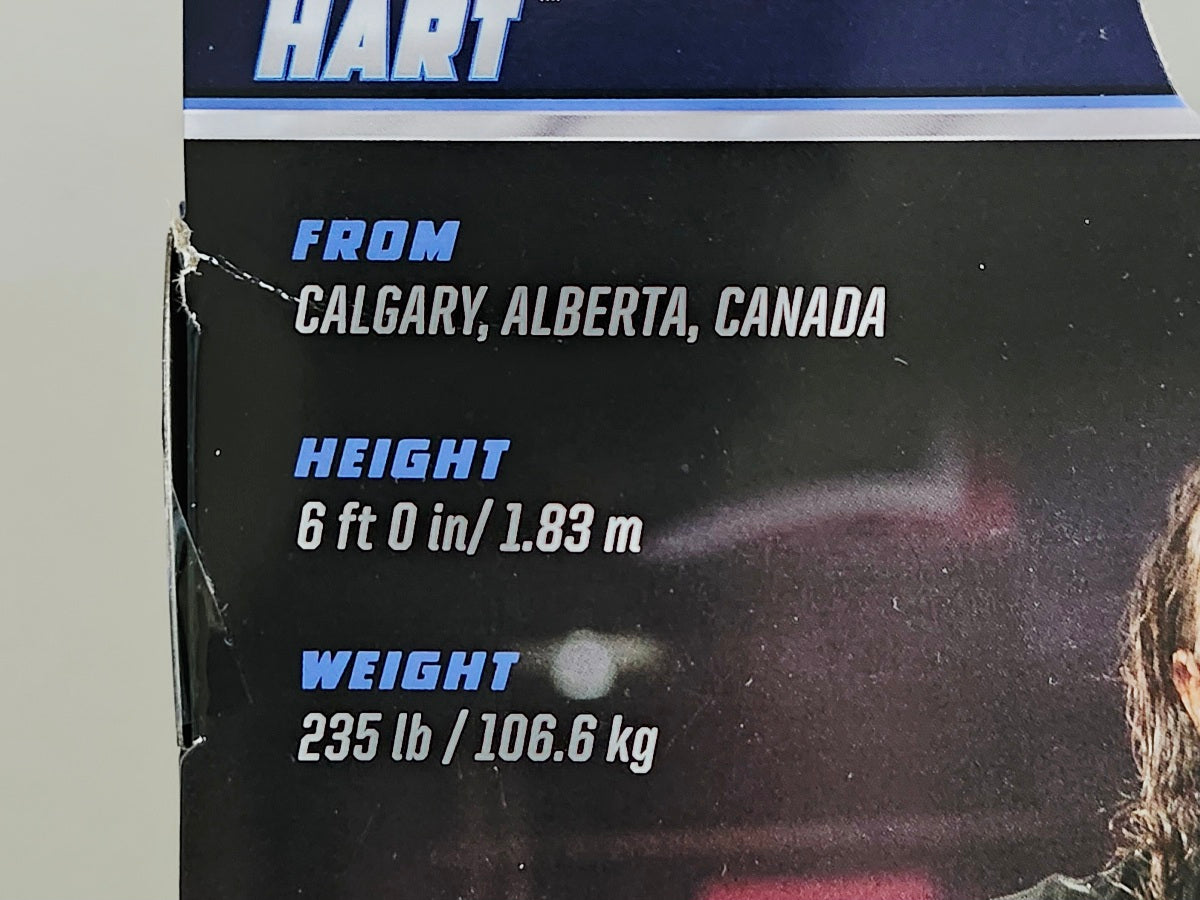 HART
FROM
CALGARY, ALBERTA, CANADA
HEIGHT
6 ft 0 in/ 1.83 m
WEIGHT
235 lb / 106.6 kg